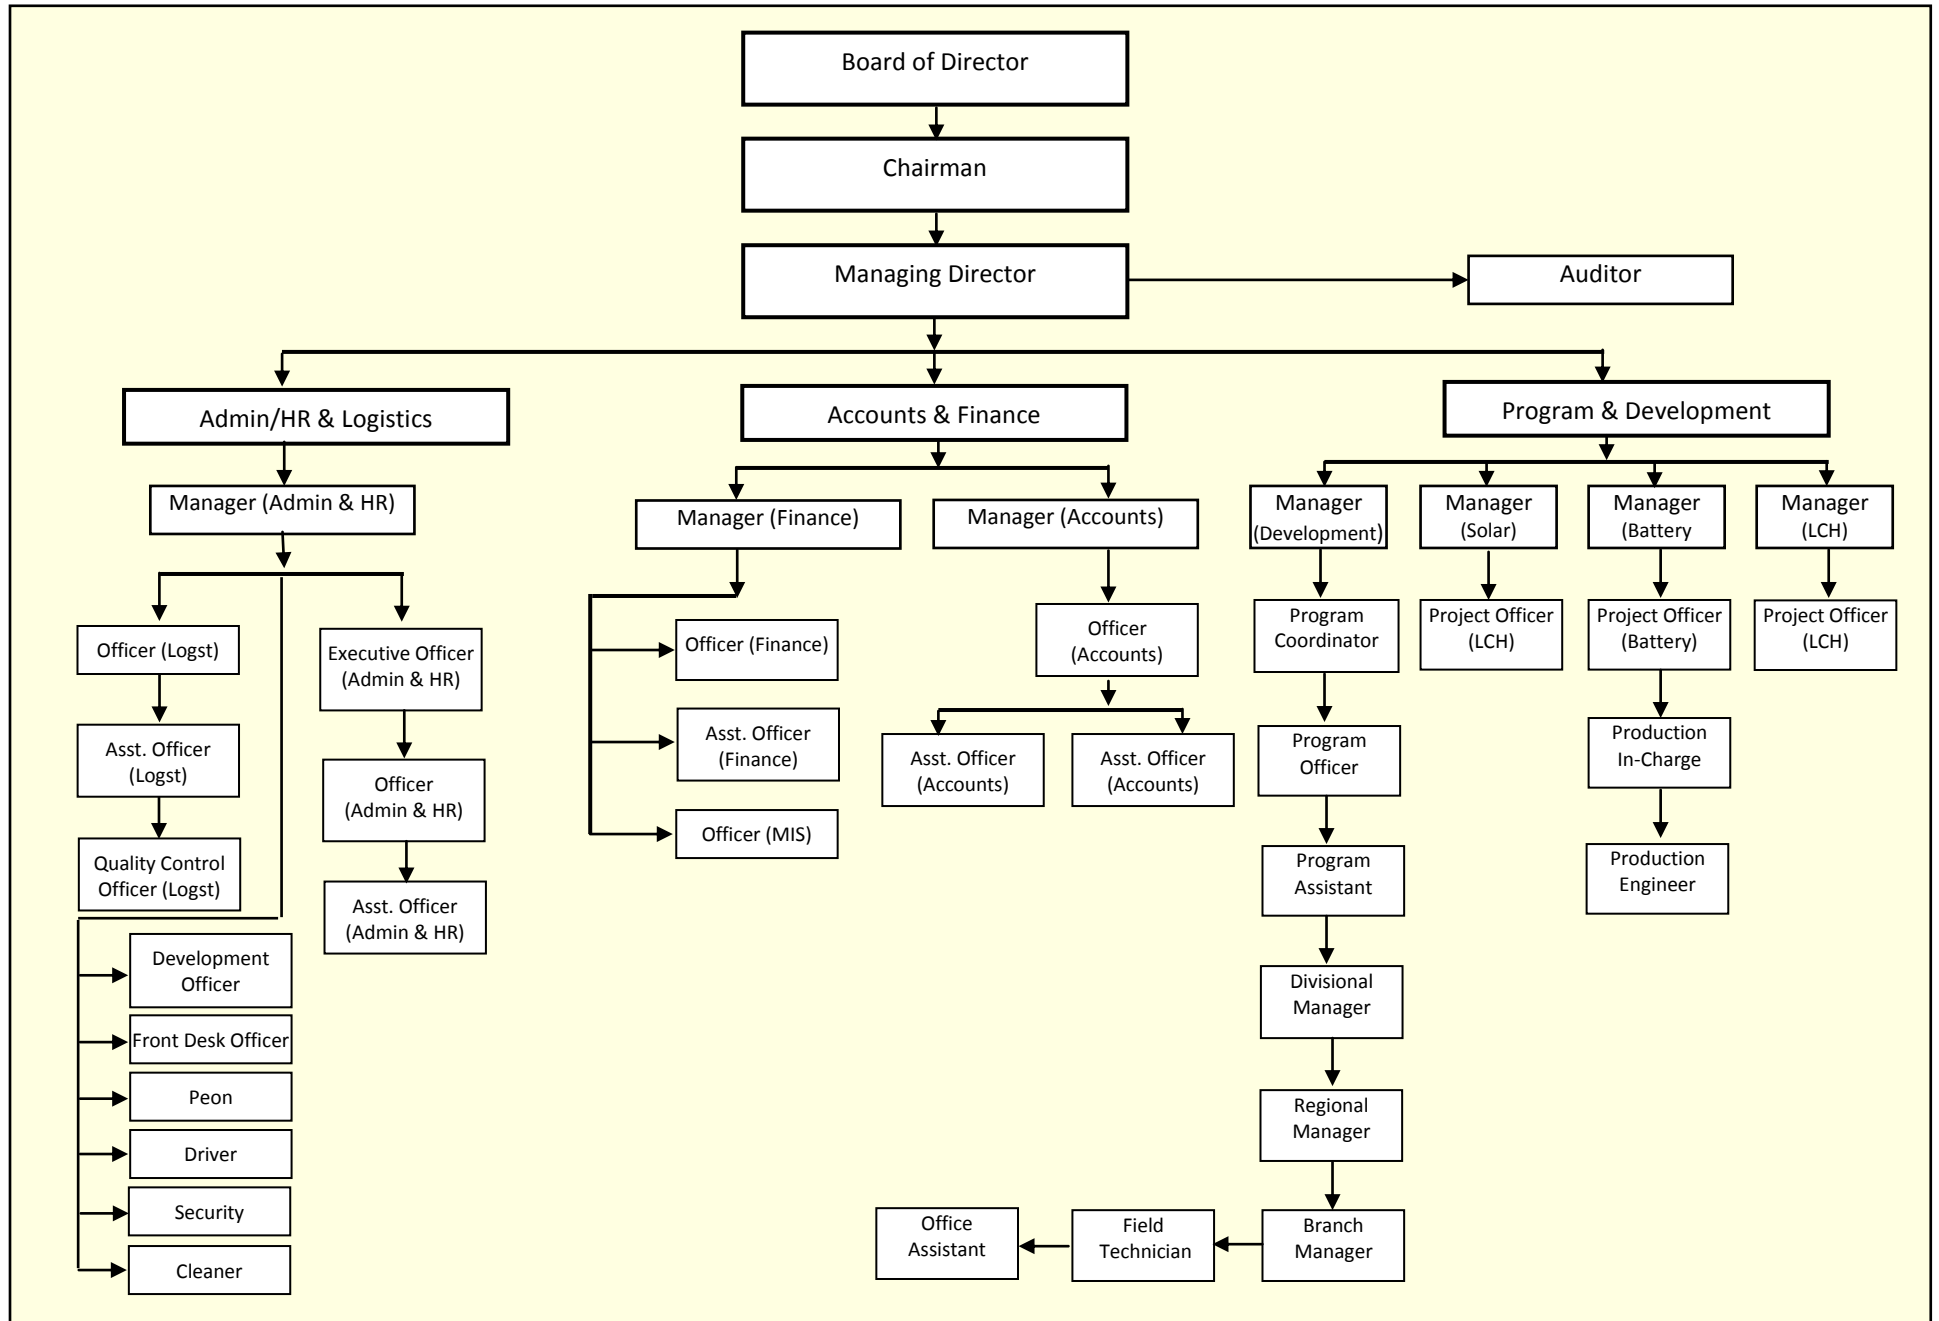 Board of Director
Chairman
Managing Director
Auditor
Admin/HR & Logistics
Accounts & Finance
Program & Development
Manager (Admin & HR)
Manager (Finance)
Manager (Accounts)
Manager
(Development)
Manager
(Solar)
Manager
(Battery
Manager
(LCH)
Officer (Logst)
Executive Officer
(Admin & HR)
Asst. Officer
(Logst)
Officer
(Admin & HR)
Quality Control
Officer (Logst)
Asst. Officer
(Admin & HR)
Development
Officer
Front Desk Officer
Peon
Driver
Security
Cleaner
Officer (Finance)
Asst. Officer
(Finance)
Officer (MIS)
Officer
(Accounts)
Asst. Officer
(Accounts)
Asst. Officer
(Accounts)
Program
Coordinator
Program
Officer
Program
Assistant
Divisional
Manager
Regional
Manager
Branch
Manager
Field
Technician
Office
Assistant
Project Officer
(LCH)
Project Officer
(Battery)
Production
In-Charge
Production
Engineer
Project Officer
(LCH)